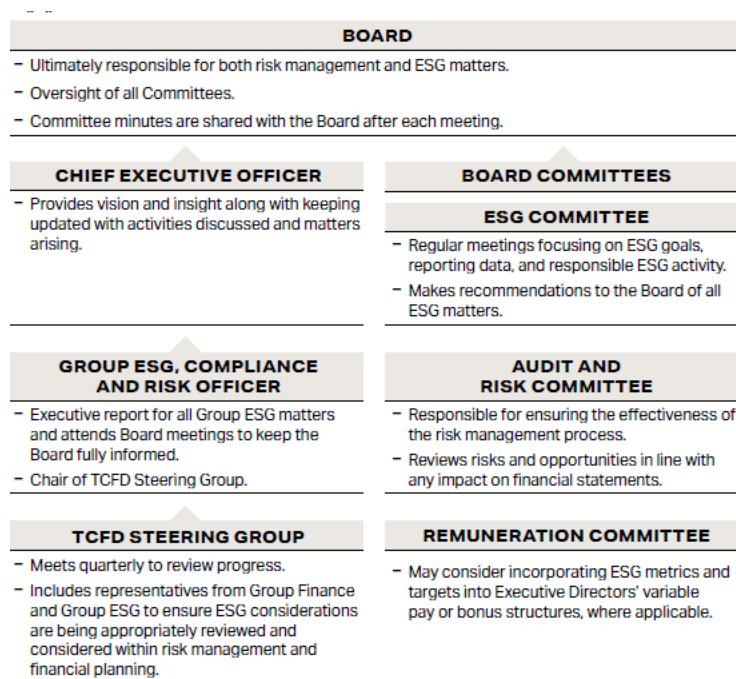 BOARD
– Ultimately responsible for both risk management and ESG matters.
– Oversight of all Committees.
– Committee minutes are shared with the Board after each meeting.
CHIEF EXECUTIVE OFFICER
– Provides vision and insight along with keeping
updated with activities discussed and matters
arising.
BOARD COMMITTEES
ESG COMMITTEE
– Regular meetings focusing on ESG goals,
reporting data, and responsible ESG activity.
– Makes recommendations to the Board of all
ESG matters.
GROUP ESG, COMPLIANCE
AND RISK OFFICER
– Executive report for all Group ESG matters
and attends Board meetings to keep the
Board fully informed.
– Chair of TCFD Steering Group.
AUDIT AND
RISK COMMITTEE
– Responsible for ensuring the effectiveness of
the risk management process.
– Reviews risks and opportunities in line with
any impact on financial statements.
TCFD STEERING GROUP
– Meets quarterly to review progress.
– Includes representatives from Group Finance
and Group ESG to ensure ESG considerations
are being appropriately reviewed and
considered within risk management and
financial planning.
REMUNERATION COMMITTEE
– May consider incorporating ESG metrics and
targets into Executive Directors' variable
pay or bonus structures, where applicable.